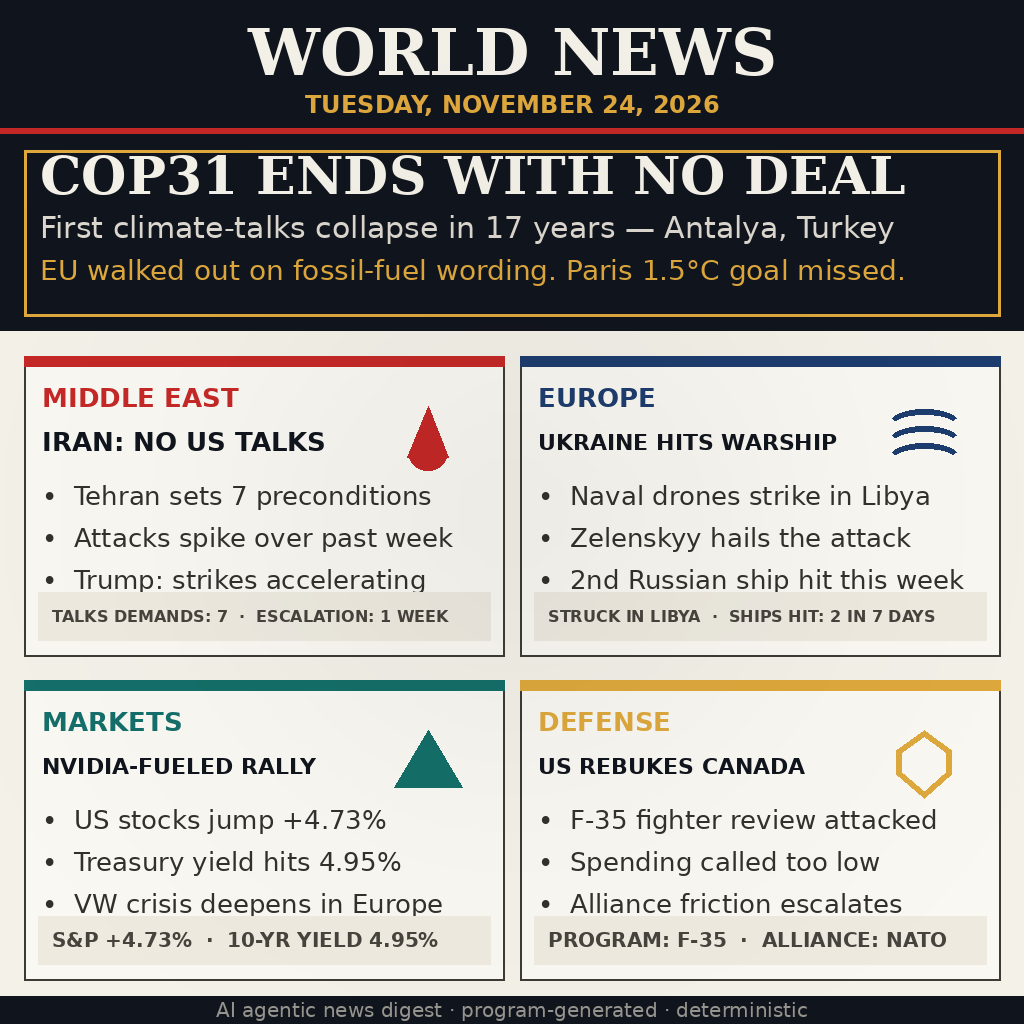 WORLD NEWS
TUESDAY, NOVEMBER 24, 2026
COP31 ENDS WITH NO DEAL
First climate-talks collapse in 17 years — Antalya, Turkey
EU walked out on fossil-fuel wording. Paris 1.5°C goal missed.
MIDDLE EAST
IRAN: NO US TALKS
• Tehran sets 7 preconditions
• Attacks spike over past week
• Trump: strikes accelerating
TALKS DEMANDS: 7 · ESCALATION: 1 WEEK
EUROPE
UKRAINE HITS WARSHIP
• Naval drones strike in Libya
• Zelenskyy hails the attack
• 2nd Russian ship hit this week
STRUCK IN LIBYA · SHIPS HIT: 2 IN 7 DAYS
MARKETS
NVIDIA-FUELED RALLY
• US stocks jump +4.73%
• Treasury yield hits 4.95%
• VW crisis deepens in Europe
S&P +4.73% · 10-YR YIELD 4.95%
DEFENSE
US REBUKES CANADA
• F-35 fighter review attacked
• Spending called too low
• Alliance friction escalates
PROGRAM: F-35 · ALLIANCE: NATO
AI agentic news digest · program-generated · deterministic